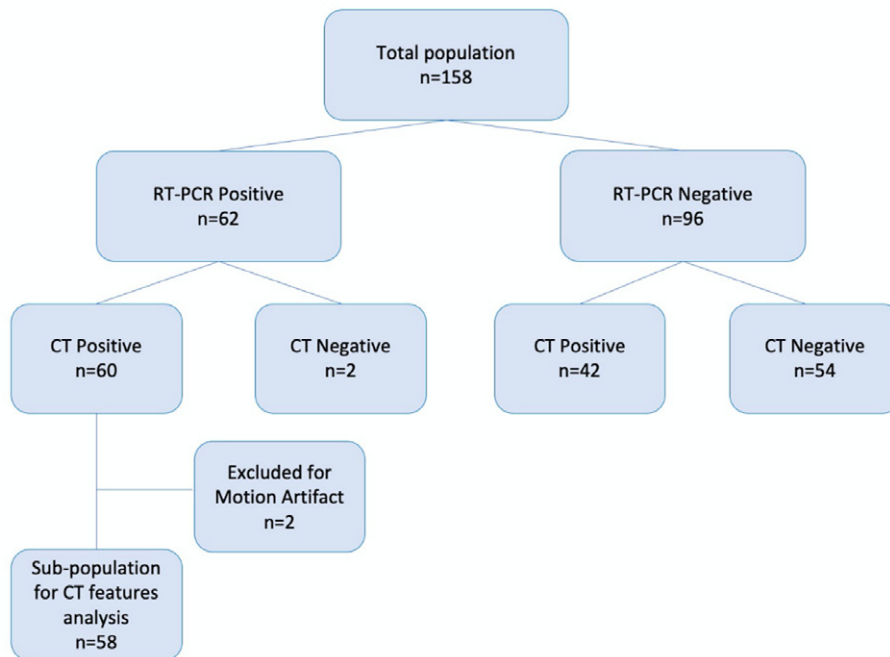 Total population
n=158
RT-PCR Positive
n=62
RT-PCR Negative
n=96
CT Positive
n=60
CT Negative
n=2
CT Positive
n=42
CT Negative
n=54
Excluded for
Motion Artifact
n=2
Sub-population
for CT features
analysis
n=58